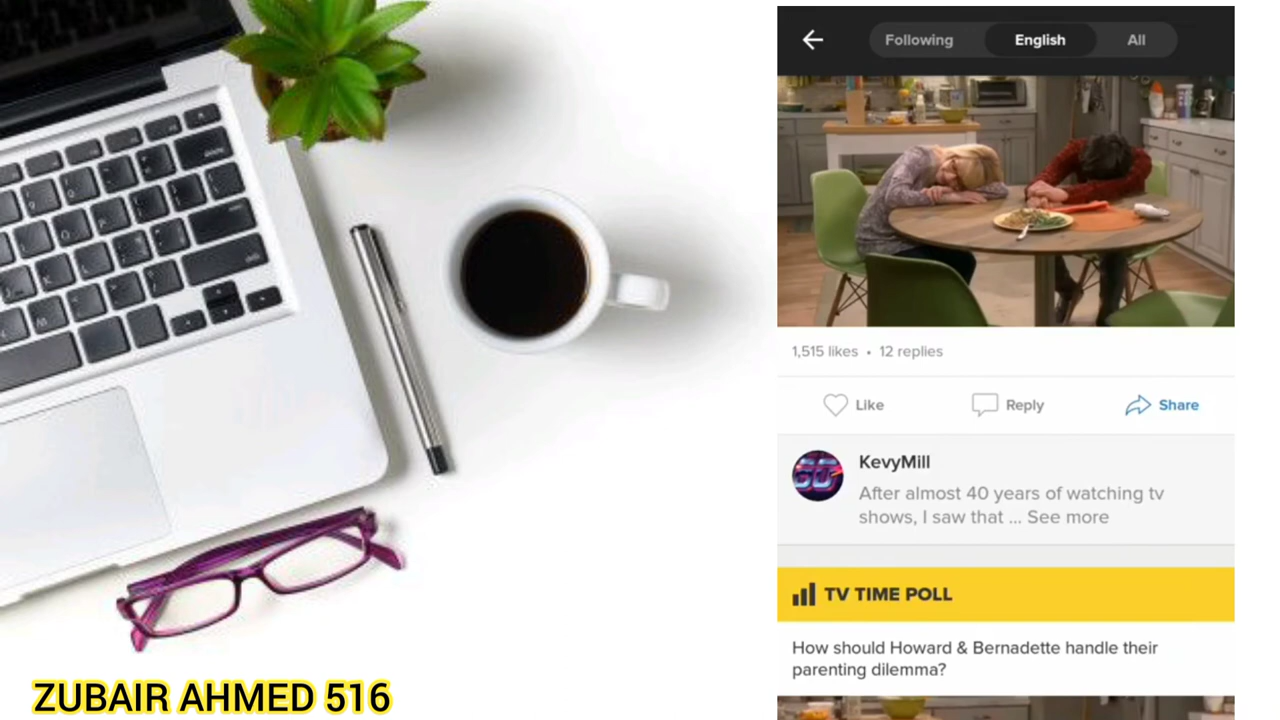 Following
English
All
1,515 likes • 12 replies
Like
Reply
Share
KevyMill
After almost 40 years of watching tv
shows, I saw that ... See more
TV TIME POLL
How should Howard & Bernadette handle their
parenting dilemma?
ZUBAIR AHMED 516